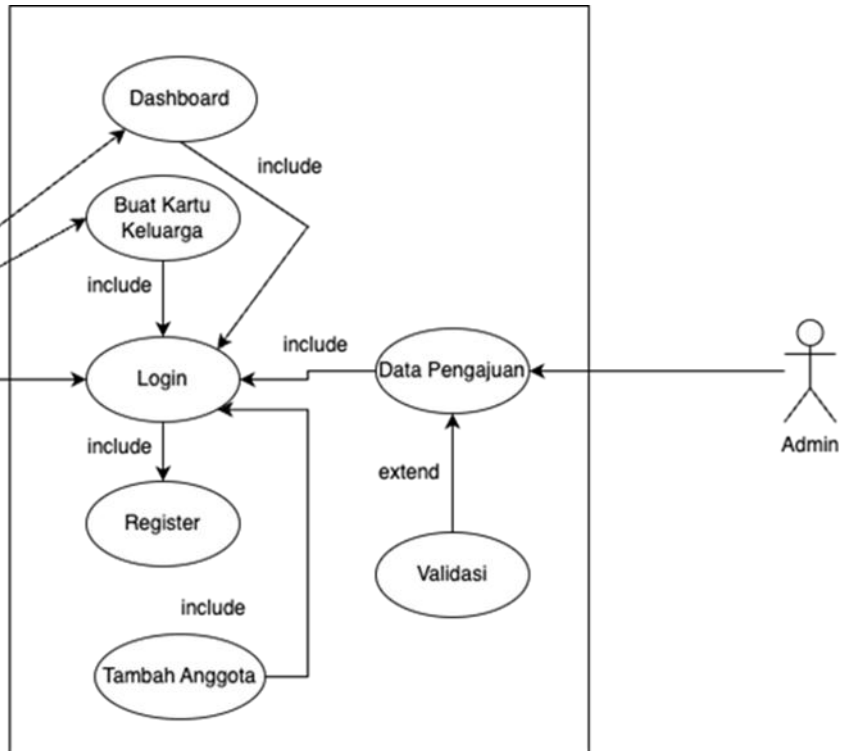 Dashboard
include
Buat Kartu
Keluarga
include
include
Login
Data Pengajuan
Admin
include
extend
Register
Validasi
include
Tambah Anggota